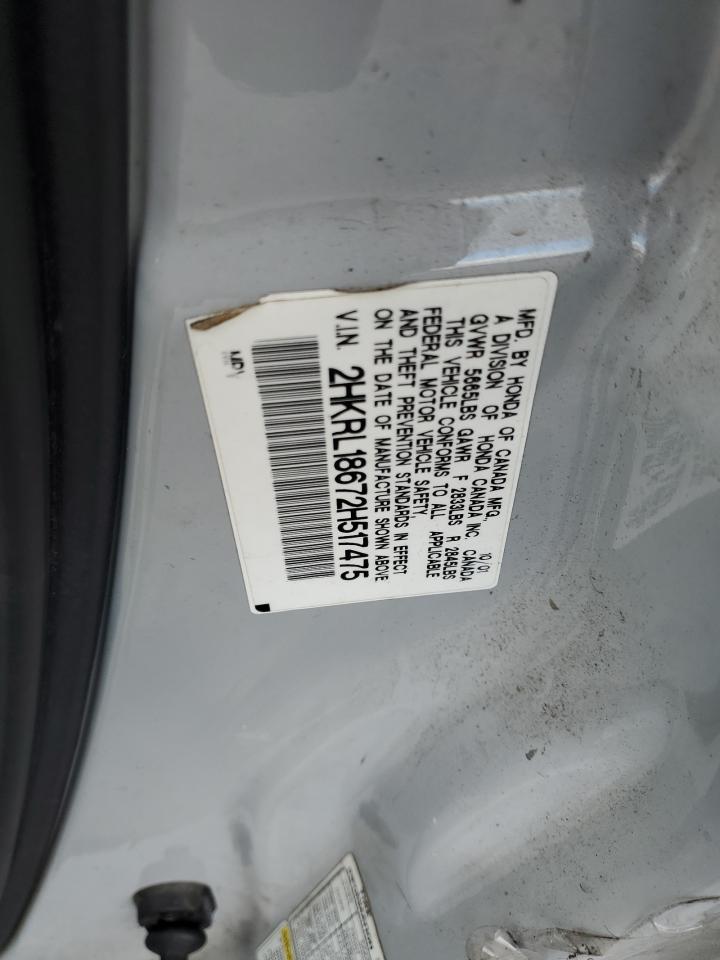 MFD. BY HONDA OF CANADA MFG.,
A DIVISION OF HONDA CANADA INC. CANADA
10/01
GVWR 5665LBS GAWR F 2833LBS R 2845LBS
THIS VEHICLE CONFORMS TO ALL APPLICABLE
FEDERAL MOTOR VEHICLE SAFETY
AND THEFT PREVENTION STANDARDS IN EFFECT
ON THE DATE OF MANUFACTURE SHOWN ABOVE
V.I.N. 2HKRL18672H517475
MPV